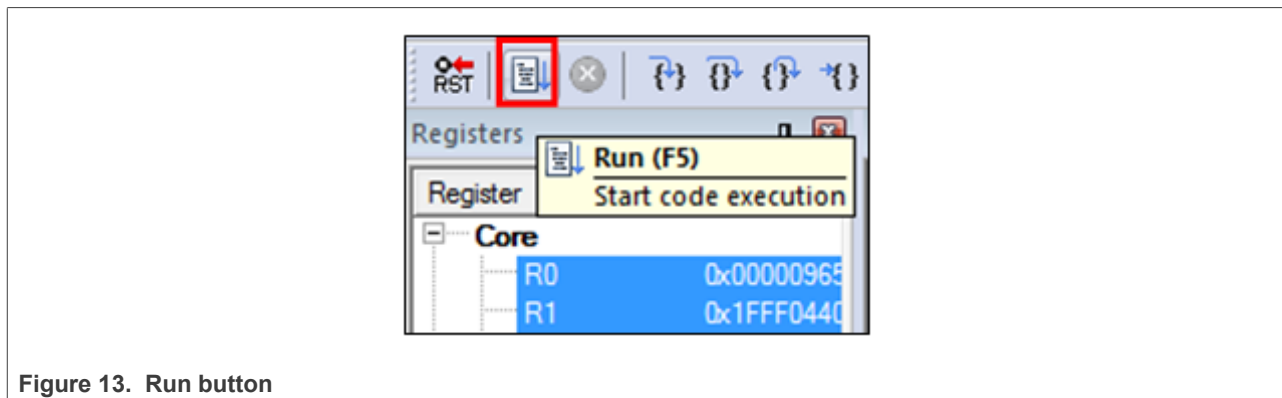 RST
{} {} {} {}
Registers
Run (F5)
Start code execution
Register
Core
R0 0x00000965
R1 0x1FFF0440
Figure 13. Run button